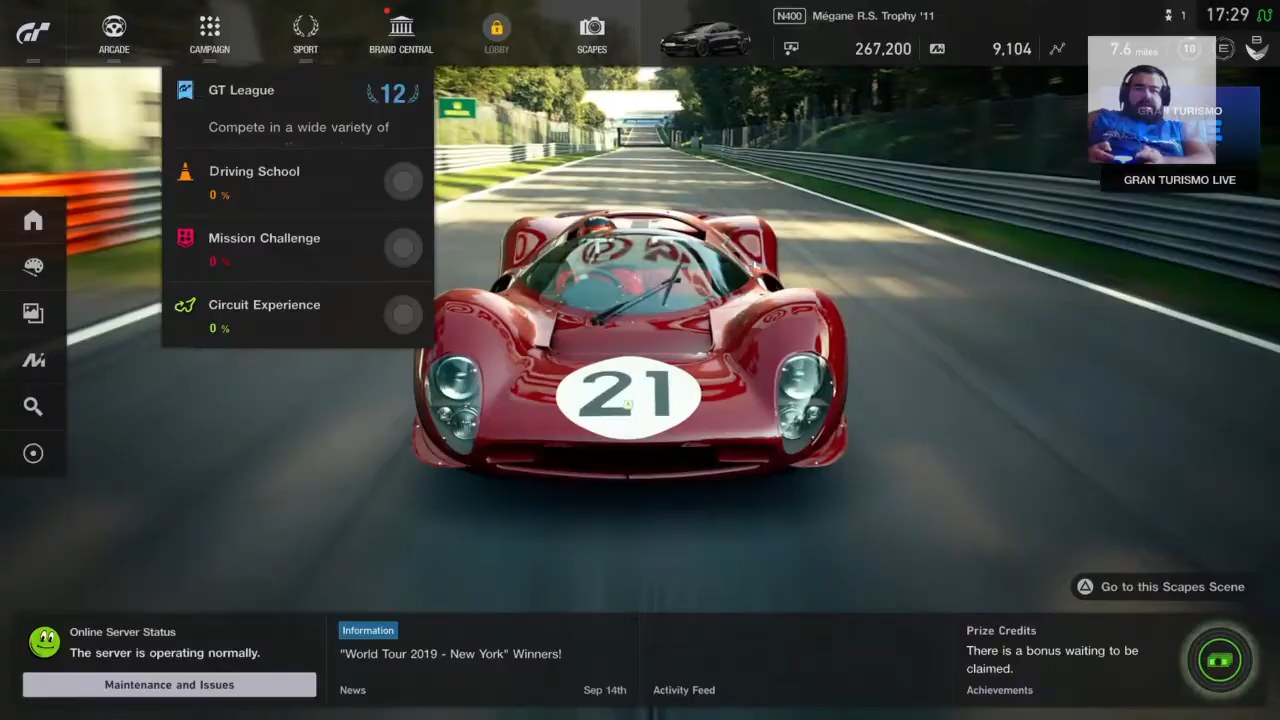 ARCADE
CAMPAIGN
SPORT
BRAND CENTRAL
LOBBY
SCAPES
N400 Mégane R.S. Trophy '11
1
17:29
267,200
9,104
7.6 miles
10
E
B
GT League
12
Compete in a wide variety of
Driving School
0 %
Mission Challenge
0 %
Circuit Experience
0 %
GRAN TURISMO
GRAN TURISMO LIVE
21
Go to this Scapes Scene
Online Server Status
The server is operating normally.
Maintenance and Issues
Information
"World Tour 2019 - New York" Winners!
News
Sep 14th
Activity Feed
Prize Credits
There is a bonus waiting to be
claimed.
Achievements